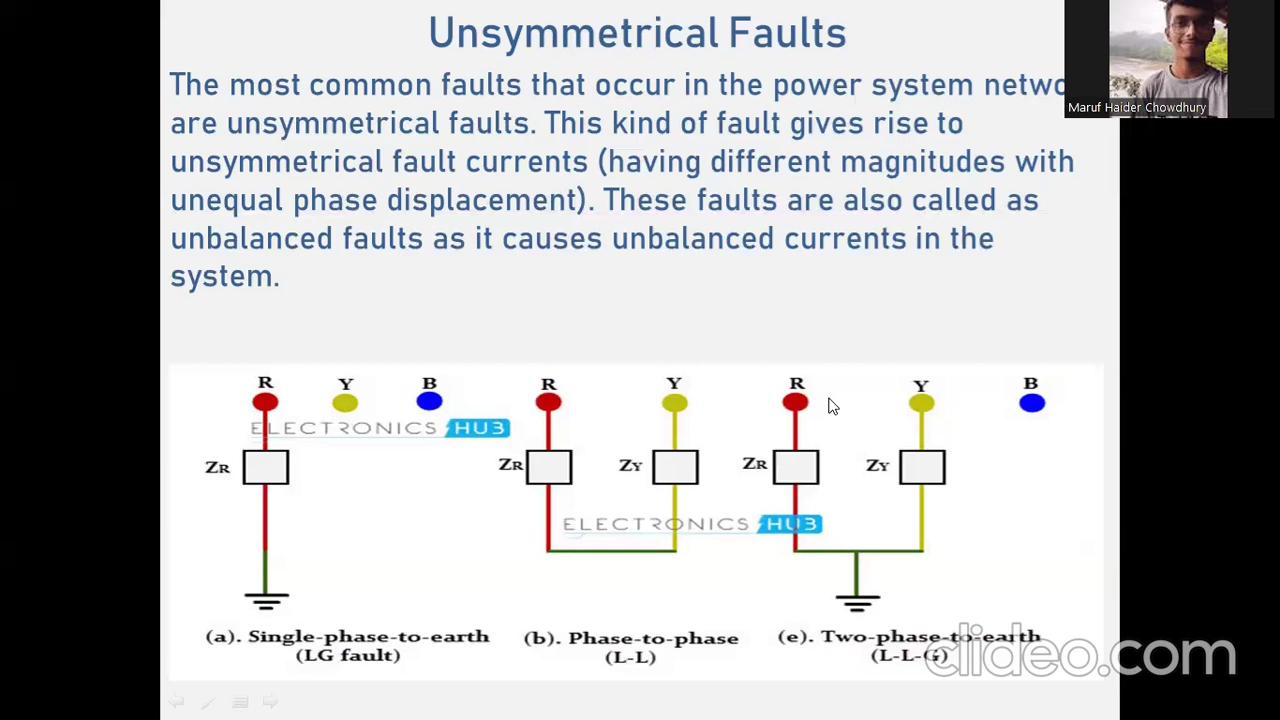 Unsymmetrical Faults
The most common faults that occur in the power system netwo
are unsymmetrical faults. This kind of fault gives rise to
unsymmetrical fault currents (having different magnitudes with
unequal phase displacement). These faults are also called as
unbalanced faults as it causes unbalanced currents in the
system.
Maruf Haider Chowdhury
R Y B R Y R Y B
ELECTRONICS HUB
ZR ZR ZY ZR ZY
ELECTRONICS HUB
(a). Single-phase-to-earth (b). Phase-to-phase (e). Two-phase-to-earth
(LG fault) (L-L) (L-L-G)
clideo.com